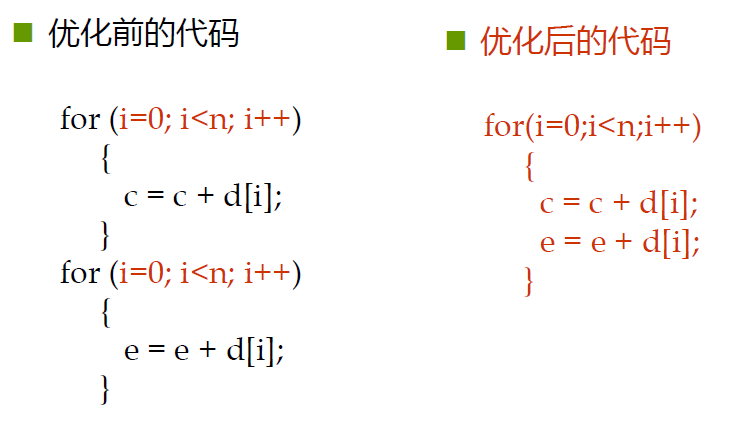 优化前的代码
for (i=0; i<n; i++)
{
c = c + d[i];
}
for (i=0; i<n; i++)
{
e = e + d[i];
}
优化后的代码
for(i=0;i<n;i++)
{
c = c + d[i];
e = e + d[i];
}